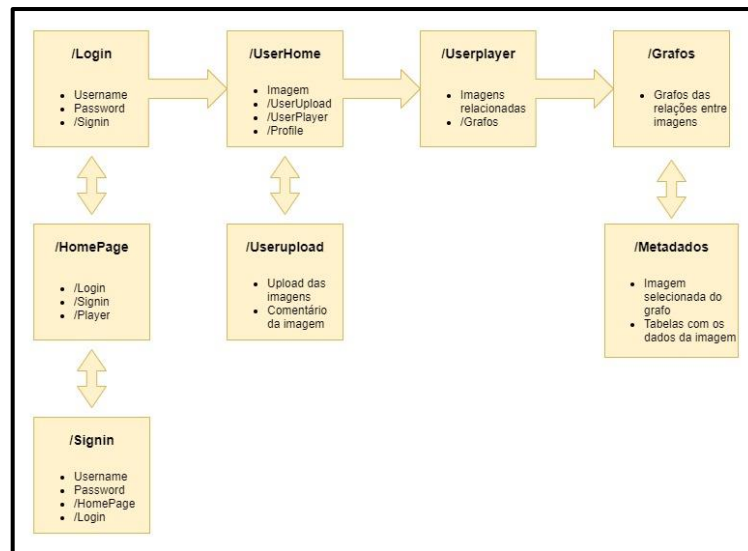 /Login
Username
Password
/Signin
/UserHome
Imagem
/UserUpload
/UserPlayer
/Profile
/Userplayer
Imagens
relacionadas
/Grafos
/Grafos
Grafos das
relações entre
imagens
/HomePage
/Login
/Signin
/Player
/Userupload
Upload das
imagens
Comentário
da imagem
/Metadados
Imagem
selecionada do
grafo
Tabelas com os
dados da imagem
/Signin
Username
Password
/HomePage
/Login